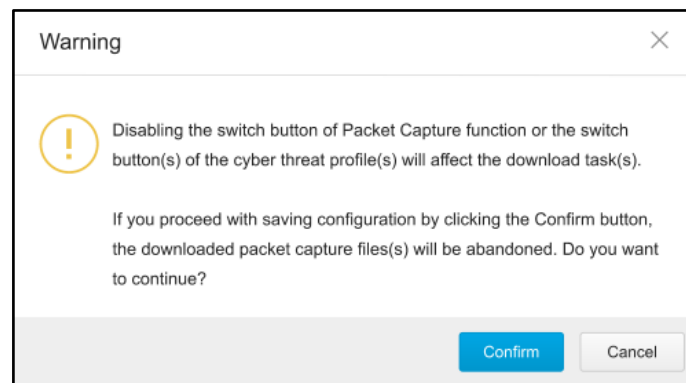 Warning
Disabling the switch button of Packet Capture function or the switch
button(s) of the cyber threat profile(s) will affect the download task(s).
If you proceed with saving configuration by clicking the Confirm button,
the downloaded packet capture files(s) will be abandoned. Do you want
to continue?
Confirm
Cancel